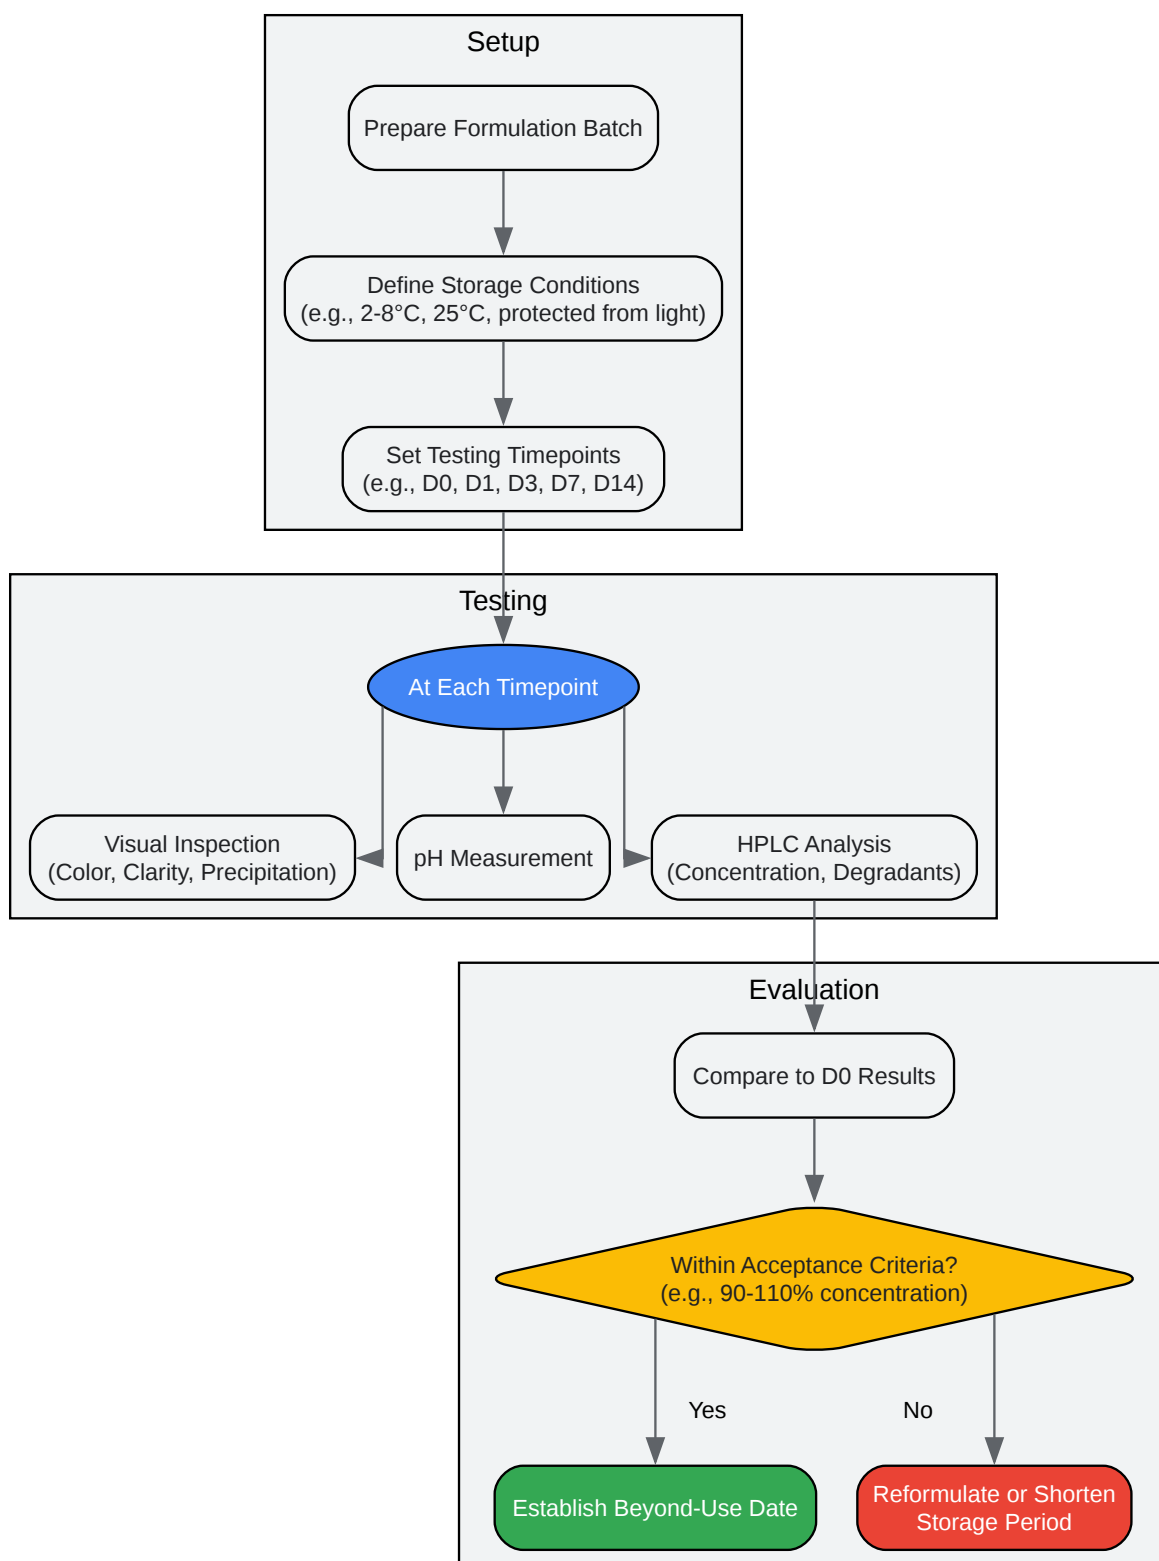 Setup
Prepare Formulation Batch
Define Storage Conditions
(e.g., 2-8°C, 25°C, protected from light)
Set Testing Timepoints
(e.g., D0, D1, D3, D7, D14)
Testing
At Each Timepoint
Visual Inspection
(Color, Clarity, Precipitation)
pH Measurement
HPLC Analysis
(Concentration, Degradants)
Evaluation
Compare to D0 Results
Within Acceptance Criteria?
(e.g., 90-110% concentration)
Yes
No
Establish Beyond-Use Date
Reformulate or Shorten
Storage Period